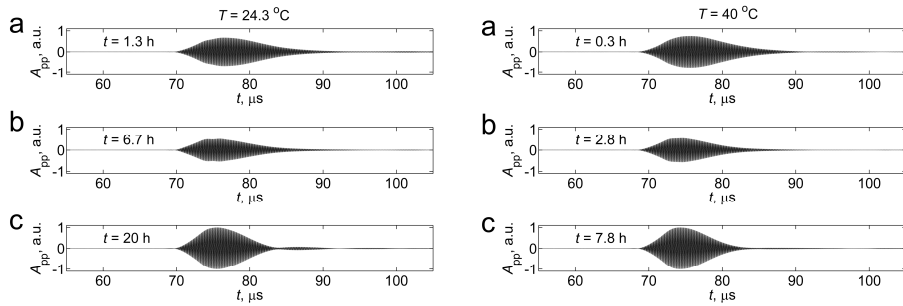 T = 24.3 °C
a
t = 1.3 h
A_pp, a.u.
1
0
-1
60 70 80 90 100
t, μs
b
t = 6.7 h
A_pp, a.u.
1
0
-1
60 70 80 90 100
t, μs
c
t = 20 h
A_pp, a.u.
1
0
-1
60 70 80 90 100
t, μs
T = 40 °C
a
t = 0.3 h
A_pp, a.u.
1
0
-1
60 70 80 90 100
t, μs
b
t = 2.8 h
A_pp, a.u.
1
0
-1
60 70 80 90 100
t, μs
c
t = 7.8 h
A_pp, a.u.
1
0
-1
60 70 80 90 100
t, μs